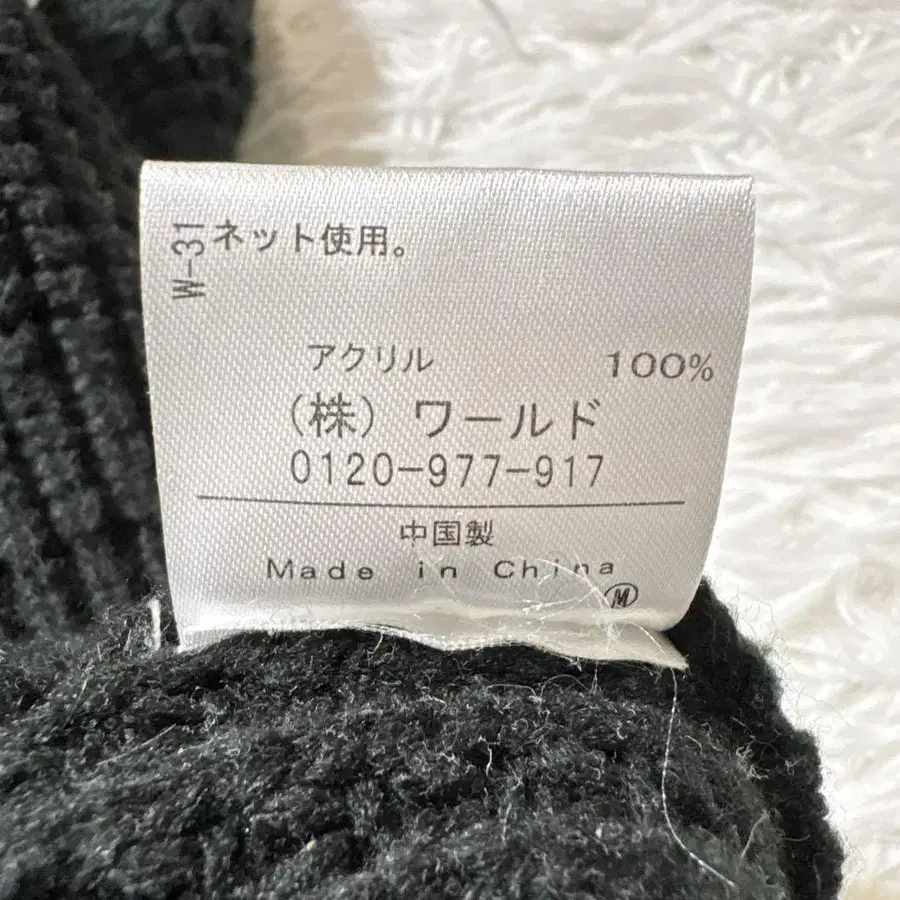 W-31
ネット使用。
アクリル 100%
(株) ワールド
0120-977-917
中国製
Made in China
M